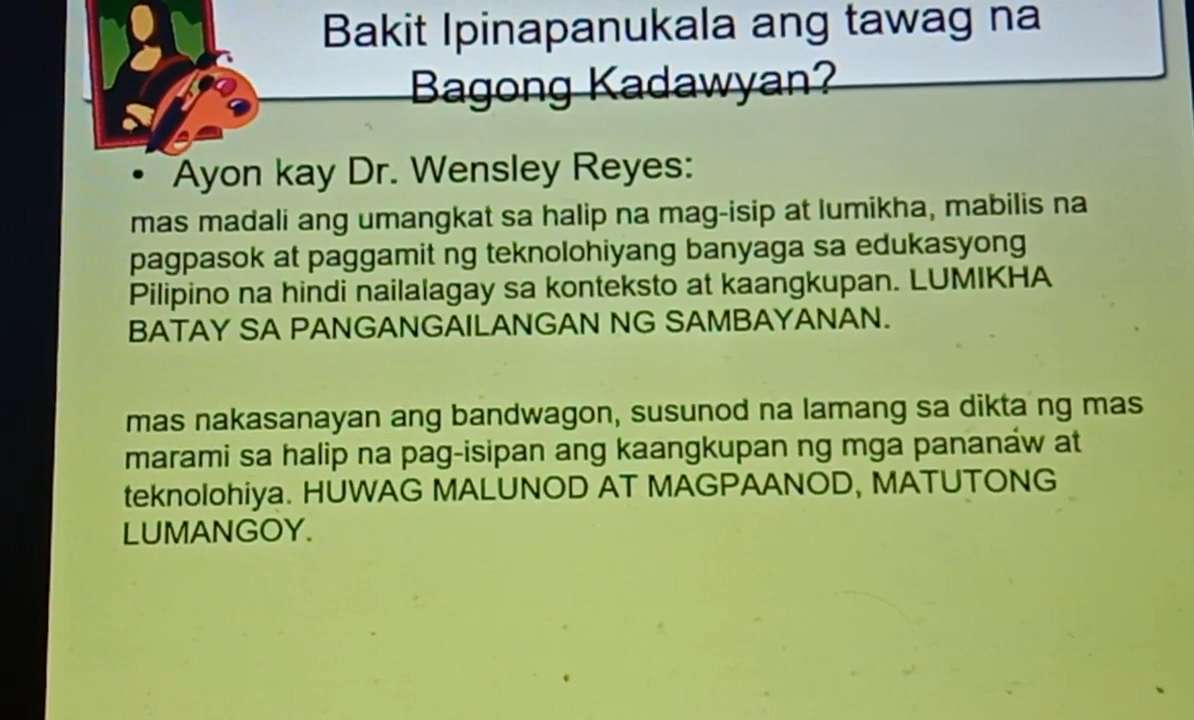 Bakit Ipinapanukala ang tawag na
Bagong Kadawyan?
• Ayon kay Dr. Wensley Reyes:
mas madali ang umangkat sa halip na mag-isip at lumikha, mabilis na
pagpasok at paggamit ng teknolohiyang banyaga sa edukasyong
Pilipino na hindi nailalagay sa konteksto at kaangkupan. LUMIKHA
BATAY SA PANGANGAILANGAN NG SAMBAYANAN.
mas nakasanayan ang bandwagon, susunod na lamang sa dikta ng mas
marami sa halip na pag-isipan ang kaangkupan ng mga pananaw at
teknolohiya. HUWAG MALUNOD AT MAGPAANOD, MATUTONG
LUMANGOY.